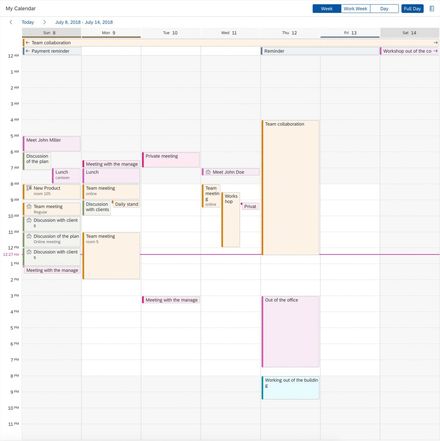 My Calendar
Week
Work Week
Day
Full Day
Today
July 8, 2018 - July 14, 2018
Sun 8
Mon 9
Tue 10
Wed 11
Thu 12
Fri 13
Sat 14
Team collaboration
Payment reminder
Reminder
Workshop out of the co
12 AM
1 AM
2 AM
3 AM
4 AM
5 AM
6 AM
7 AM
8 AM
9 AM
10 AM
11 AM
12 PM
12:27 PM
1 PM
2 PM
3 PM
4 PM
5 PM
6 PM
7 PM
8 PM
9 PM
10 PM
11 PM
Meet John Miller
Discussion
of the plan
Lunch
canteen
New Product
room 105
Team meeting
Regular
Discussion with client
s
Discussion of the plan
Online meeting
Discussion with client
s
Meeting with the manage
Meeting with the manage
Lunch
Team meeting
online
Discussion
with clients
Daily stand
Team meeting
room 5
Private meeting
Meeting with the manage
Meet John Doe
Team
meetin
g
online
Works
hop
Privat
Team collaboration
Out of the office
Working out of the buildin
g